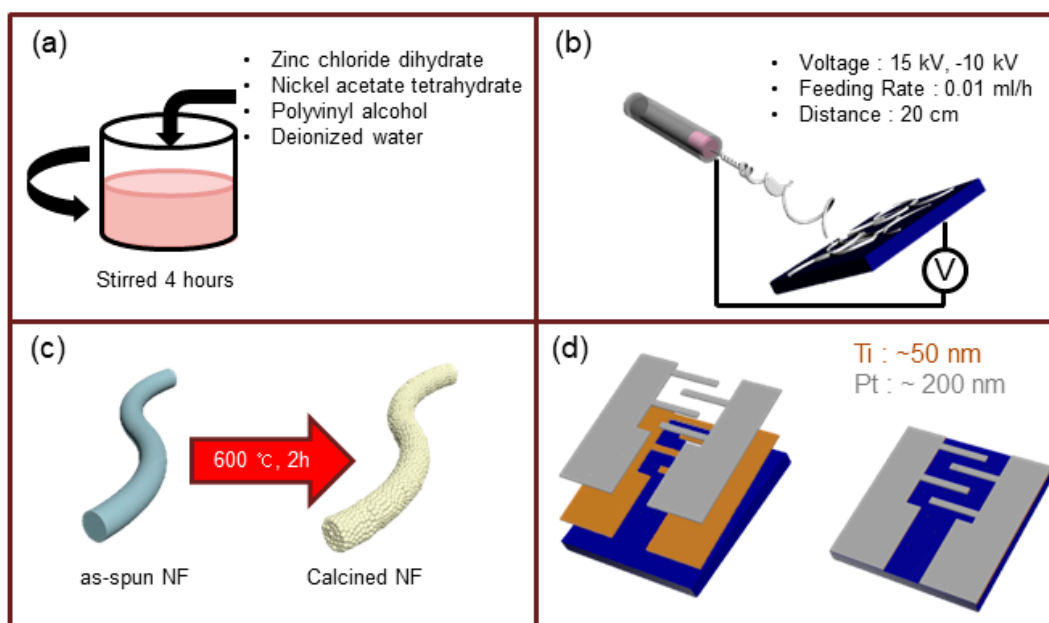 (a)
• Zinc chloride dihydrate
• Nickel acetate tetrahydrate
• Polyvinyl alcohol
• Deionized water
Stirred 4 hours
(b)
• Voltage : 15 kV, -10 kV
• Feeding Rate : 0.01 ml/h
• Distance : 20 cm
V
(c)
600 ℃, 2h
as-spun NF
Calcined NF
(d)
Ti : ~50 nm
Pt : ~ 200 nm